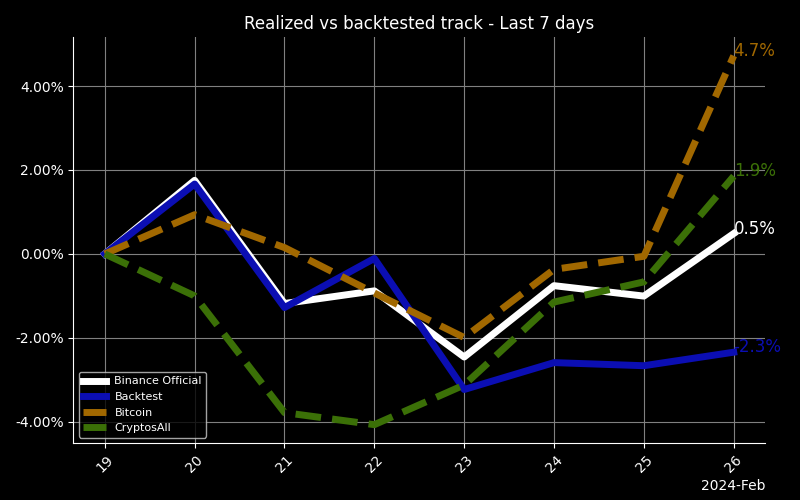 Realized vs backtested track - Last 7 days
4.7%
4.00%
2.00%
1.9%
0.00%
0.5%
-2.00%
-2.3%
-4.00%
Binance Official
Backtest
Bitcoin
CryptosAll
19
20
21
22
23
24
25
26
2024-Feb